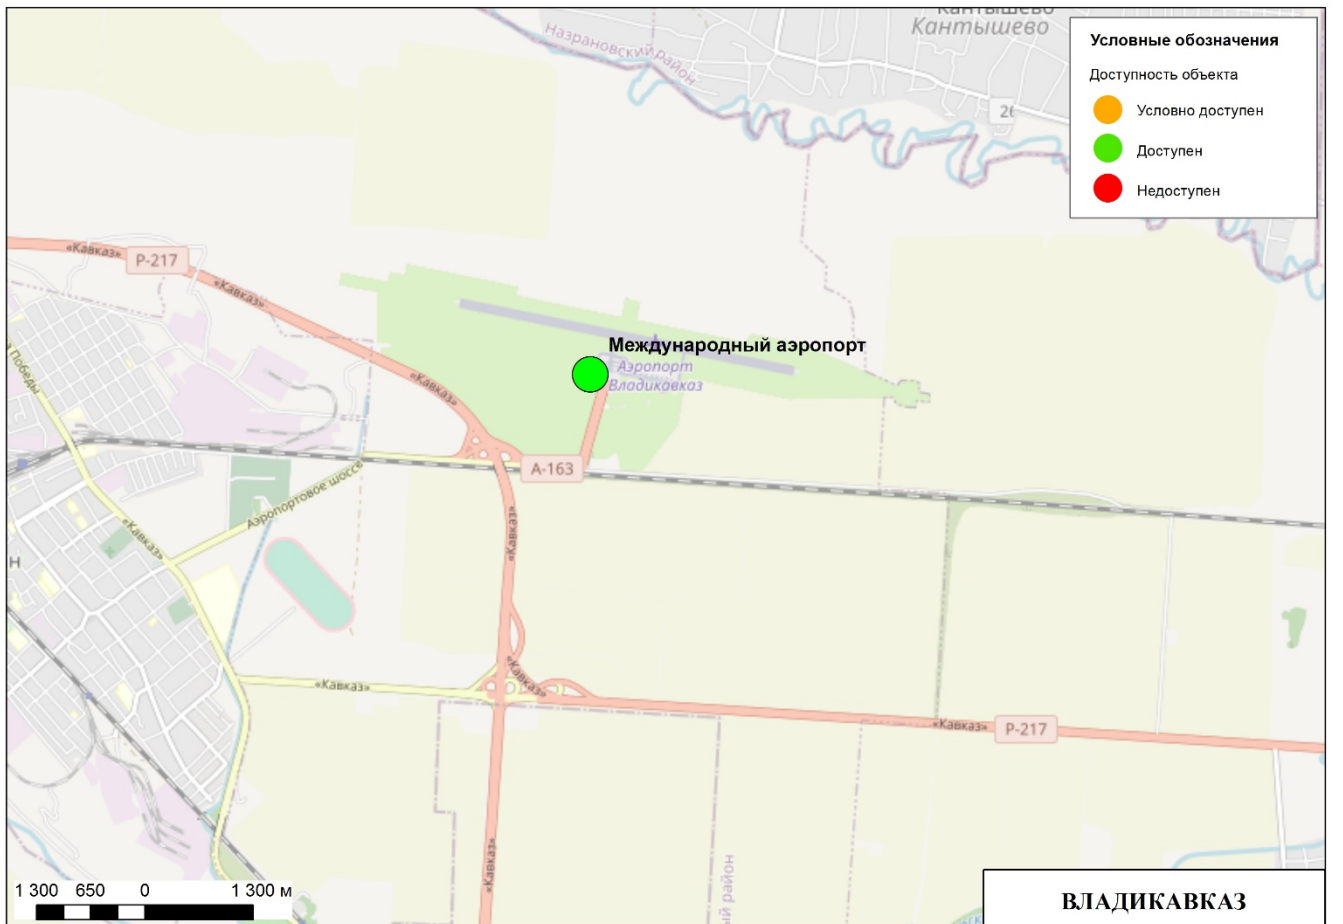 Кантышево
Кантышево
Назрановский район
Условные обозначения
Доступность объекта
Условно доступен
Доступен
Недоступен
«Кавказ»
Р-217
«Кавказ»
Международный аэропорт
Аэропорт
Владикавказ
«Кавказ»
А-163
Аэропортовое шоссе
«Кавказ»
«Кавказ»
«Кавказ»
«Кавказ»
«Кавказ»
Р-217
«Кавказ»
1 300 650 0 1 300 м
ВЛАДИКАВКАЗ